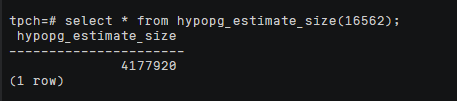 tpch=# select * from hypopg_estimate_size(16562);
 hypopg_estimate_size
----------------------
              4177920
(1 row)